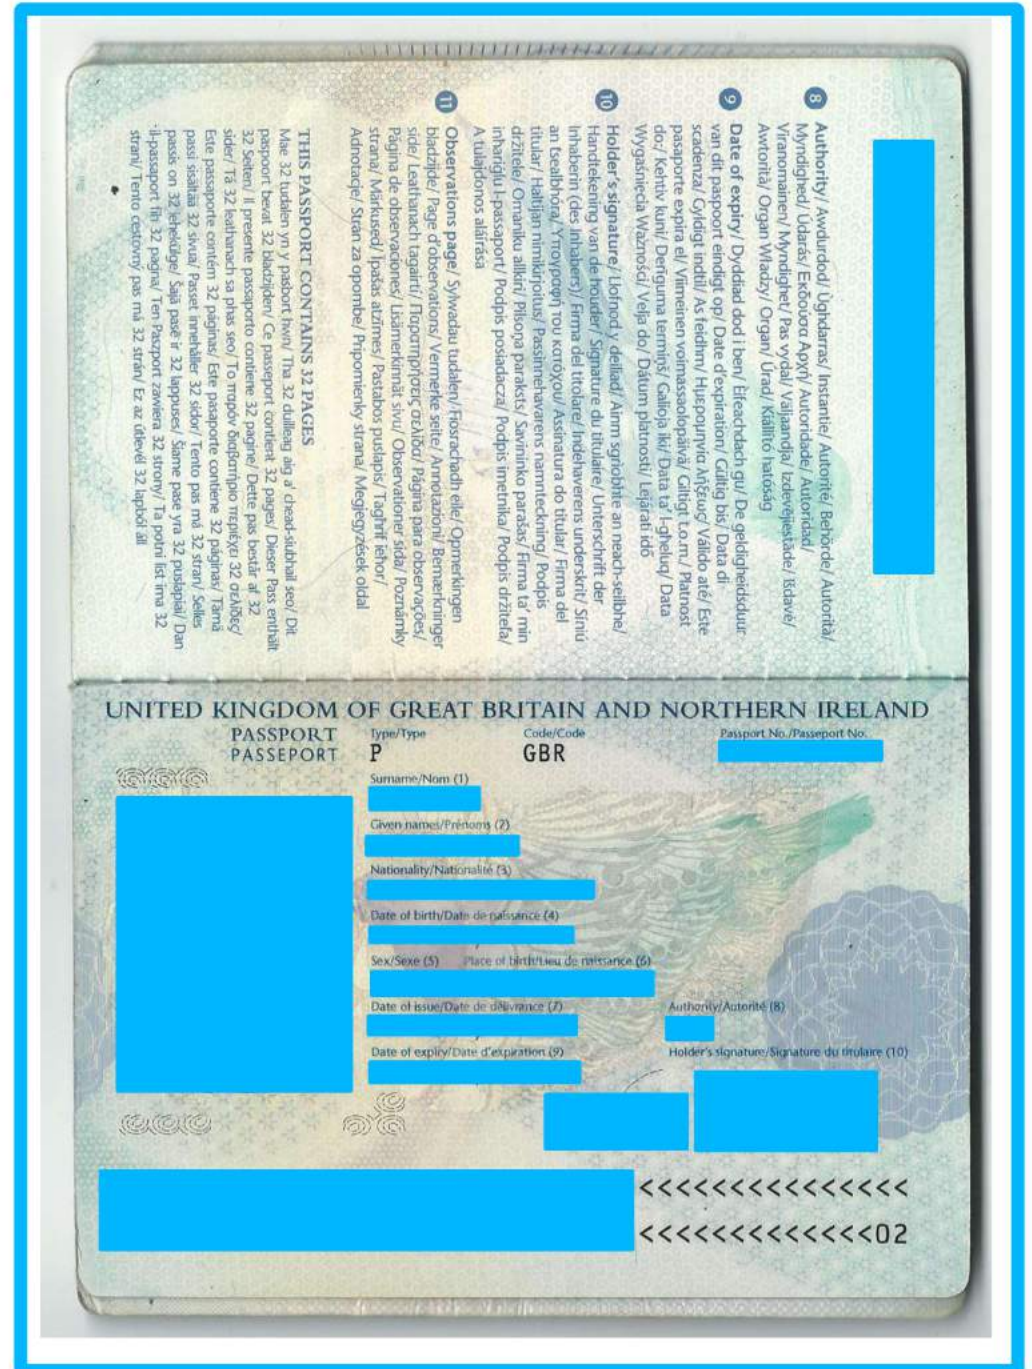 8 Authority/ Awdurdod/ Ùghdarras/ Instantie/ Autorité/ Behörde/ Autorità/
Myndighed/ Údarás/ Εκδούσα Αρχή/ Autoridade/ Autoridad/
Viranomainen/ Myndighet/ Pas vydal/ Väljaandja/ Izdevējiestāde/ Išdavė/
Awtorità/ Organ Władzy/ Organ/ Úrad/ Kiállító hatóság
9 Date of expiry/ Dyddiad dod i ben/ Èifeachdach gu/ De geldigheidsduur
van dit paspoort eindigt op/ Date d'expiration/ Gültig bis/ Data di
scadenza/ Gyldigt indtil/ As feidhm/ Ημερομηνία λήξεως/ Válido até/ Este
pasaporte expira el/ Viimeinen voimassaolopäivä/ Giltigt t.o.m./ Platnost
do:/ Kehtiv kuni/ Derīguma termiņš/ Galioja iki/ Data ta' l-għeluq/ Data
Wygaśnięcia Ważności/ Velja do/ Dátum platnosti/ Lejárati idő
10 Holder's signature/ Llofnod y deiliad/ Ainm sgrìobhte an neach-seilbhe/
Handtekening van de houder/ Signature du titulaire/ Unterschrift der
Inhaberin (des Inhabers)/ Firma del titolare/ Indehaverens underskrit/ Síniú
an tsealbhóra/ Υπογραφή του κατόχου/ Assinatura do titular/ Firma del
titular/ Haltijan nimikirjoitus/ Passinnehavarens namnteckning/ Podpis
držitele/ Omaniku allkiri/ Pilsoņa paraksts/ Savininko parašas/ Firma ta' min
inħariġlu l-passaport/ Podpis posiadacza/ Podpis imetnika/ Podpis držiteľa/
A tulajdonos aláírása
11 Observations page/ Sylwadau tudalen/ Fiosrachadh eile/ Opmerkingen
bladzijde/ Page d'observations/ Vermerke seite/ Annotazioni/ Bemærkninger
side/ Leathanach tagairtí/ Παρατηρήσεις σελίδα/ Página para observações/
Página de observaciones/ Lisämerkinnät sivu/ Observationer sida/ Poznámky
strana/ Märkused/ Īpašas atzīmes/ Pastabos puslapis/ Tagħrif ieħor/
Adnotacje/ Stran za opombe/ Pripomienky strana/ Megjegyzések oldal
THIS PASSPORT CONTAINS 32 PAGES
Mae 32 tudalen yn y pasbort hwn/ Tha 32 duilleag aig a' chead-siubhail seo/ Dit
paspoort bevat 32 bladzijden/ Ce passeport contient 32 pages/ Dieser Pass enthält
32 Seiten/ Il presente passaporto contiene 32 pagine/ Dette pas består af 32
sider/ Tá 32 leathanach sa phas seo/ Το παρόν διαβατήριο περιέχει 32 σελίδες/
Este passaporte contém 32 páginas/ Este pasaporte contiene 32 páginas/ Tämä
passi sisältää 32 sivua/ Passet innehåller 32 sidor/ Tento pas má 32 stran/ Selles
passis on 32 lehekülge/ Šajā pasē ir 32 lappuses/ Šiame pase yra 32 puslapiai/ Dan
il-passaport fih 32 paġna/ Ten Paszport zawiera 32 strony/ Ta potni list ima 32
strani/ Tento cestovný pas má 32 strán/ Ez az útlevél 32 lapból áll
UNITED KINGDOM OF GREAT BRITAIN AND NORTHERN IRELAND
PASSPORT Type/Type Code/Code Passport No./Passeport No.
PASSEPORT P GBR
Surname/Nom (1)
Given names/Prénoms (2)
Nationality/Nationalité (3)
Date of birth/Date de naissance (4)
Sex/Sexe (5) Place of birth/Lieu de naissance (6)
Date of issue/Date de délivrance (7) Authority/Autorité (8)
Date of expiry/Date d'expiration (9) Holder's signature/Signature du titulaire (10)
<<<<<<<<<<<<<<<
<<<<<<<<<<<<<02